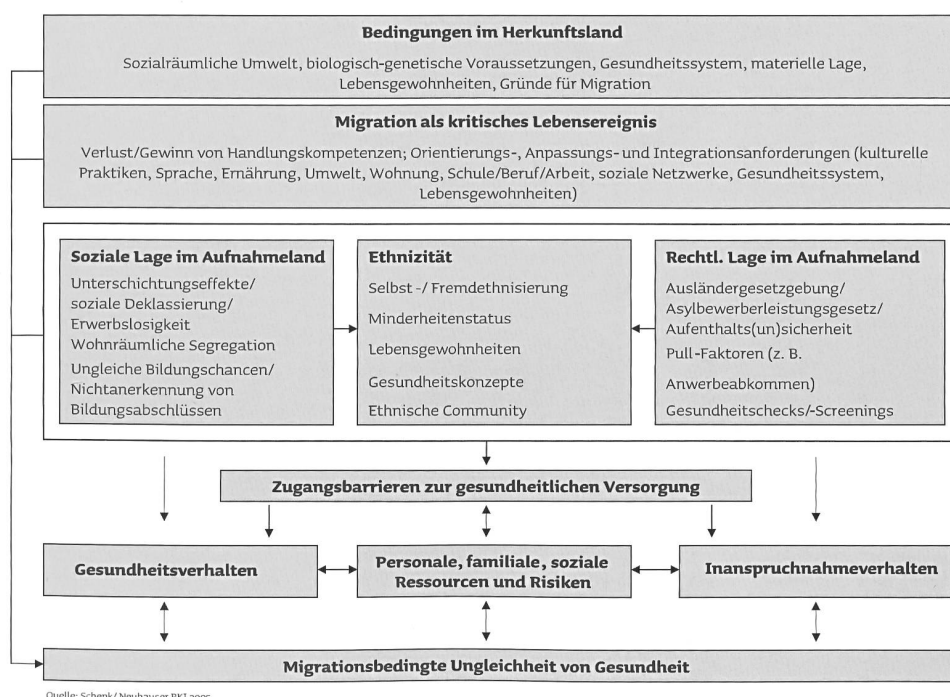 Bedingungen im Herkunftsland
Sozialräumliche Umwelt, biologisch-genetische Voraussetzungen, Gesundheitssystem, materielle Lage,
Lebensgewohnheiten, Gründe für Migration
Migration als kritisches Lebensereignis
Verlust/Gewinn von Handlungskompetenzen; Orientierungs-, Anpassungs- und Integrationsanforderungen (kulturelle
Praktiken, Sprache, Ernährung, Umwelt, Wohnung, Schule/Beruf/Arbeit, soziale Netzwerke, Gesundheitssystem,
Lebensgewohnheiten)
Soziale Lage im Aufnahmeland
Unterschichtungseffekte/
soziale Deklassierung/
Erwerbslosigkeit
Wohnräumliche Segregation
Ungleiche Bildungschancen/
Nichtanerkennung von
Bildungsabschlüssen
Ethnizität
Selbst-/ Fremdethnisierung
Minderheitenstatus
Lebensgewohnheiten
Gesundheitskonzepte
Ethnische Community
Rechtl. Lage im Aufnahmeland
Ausländergesetzgebung/
Asylbewerberleistungsgesetz/
Aufenthalts(un)sicherheit
Pull-Faktoren (z. B.
Anwerbeabkommen)
Gesundheitschecks/-Screenings
Zugangsbarrieren zur gesundheitlichen Versorgung
Gesundheitsverhalten
Personale, familiale, soziale
Ressourcen und Risiken
Inanspruchnahmeverhalten
Migrationsbedingte Ungleichheit von Gesundheit
Quelle: Schenk/ Neuhauser